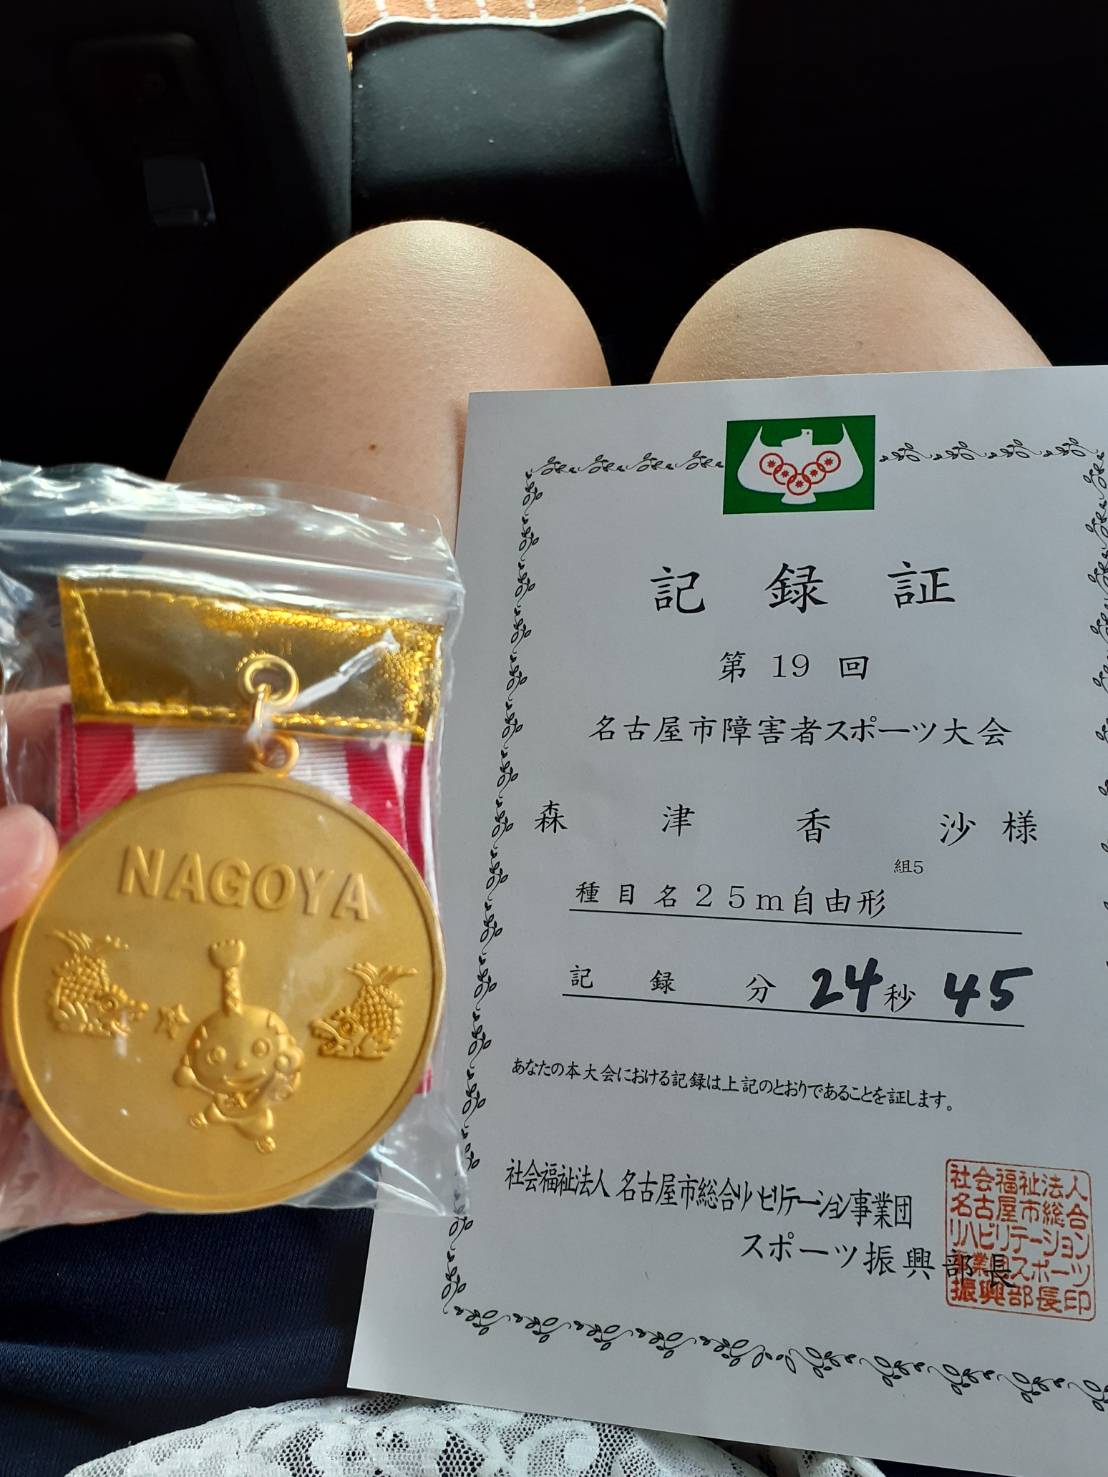 NAGOYA
記録証
第19回
名古屋市障害者スポーツ大会
森津香沙様
組5
種目名25m自由形
記録 分24秒45
あなたの本大会における記録は上記のとおりであることを証します。
社会福祉法人 名古屋市総合リハビリテーション事業団
スポーツ振興部長
社会福祉法人
名古屋市総合
リハビリテーション
事業団スポーツ
振興部長印